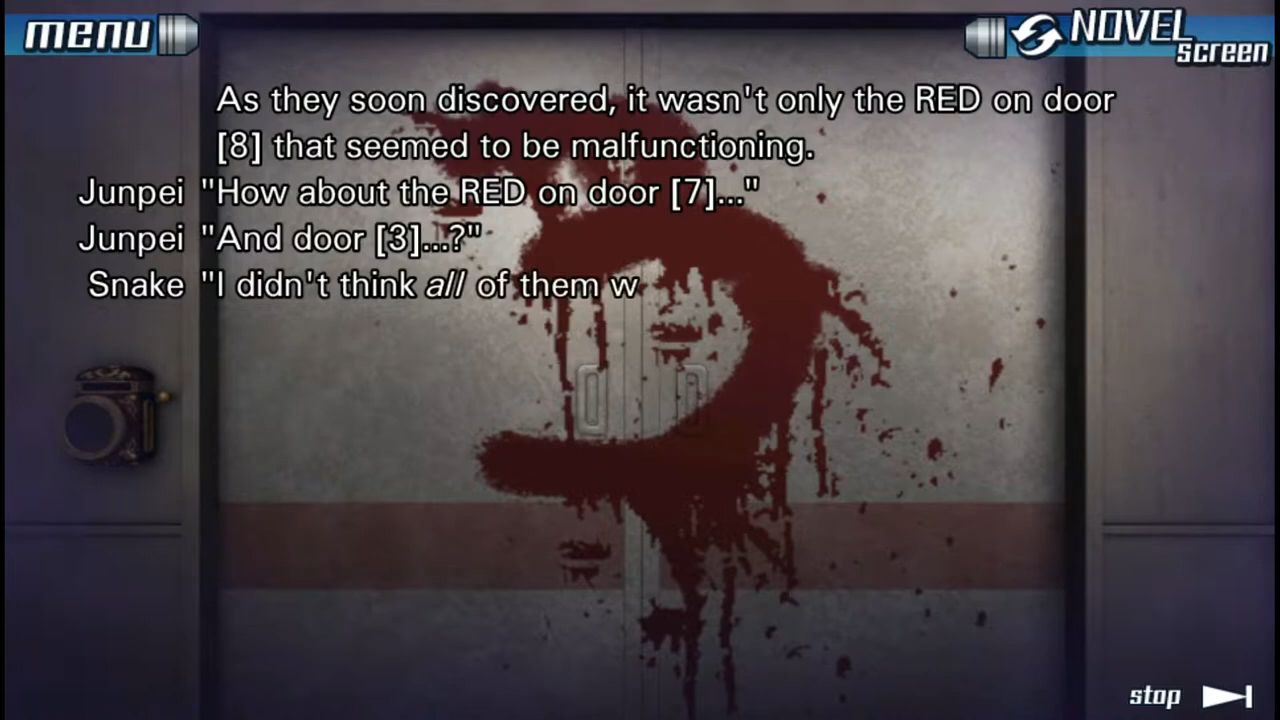 menu
NOVEL
screen
As they soon discovered, it wasn't only the RED on door
[8] that seemed to be malfunctioning.
Junpei "How about the RED on door [7]..."
Junpei "And door [3]...?"
Snake "I didn't think all of them w
stop